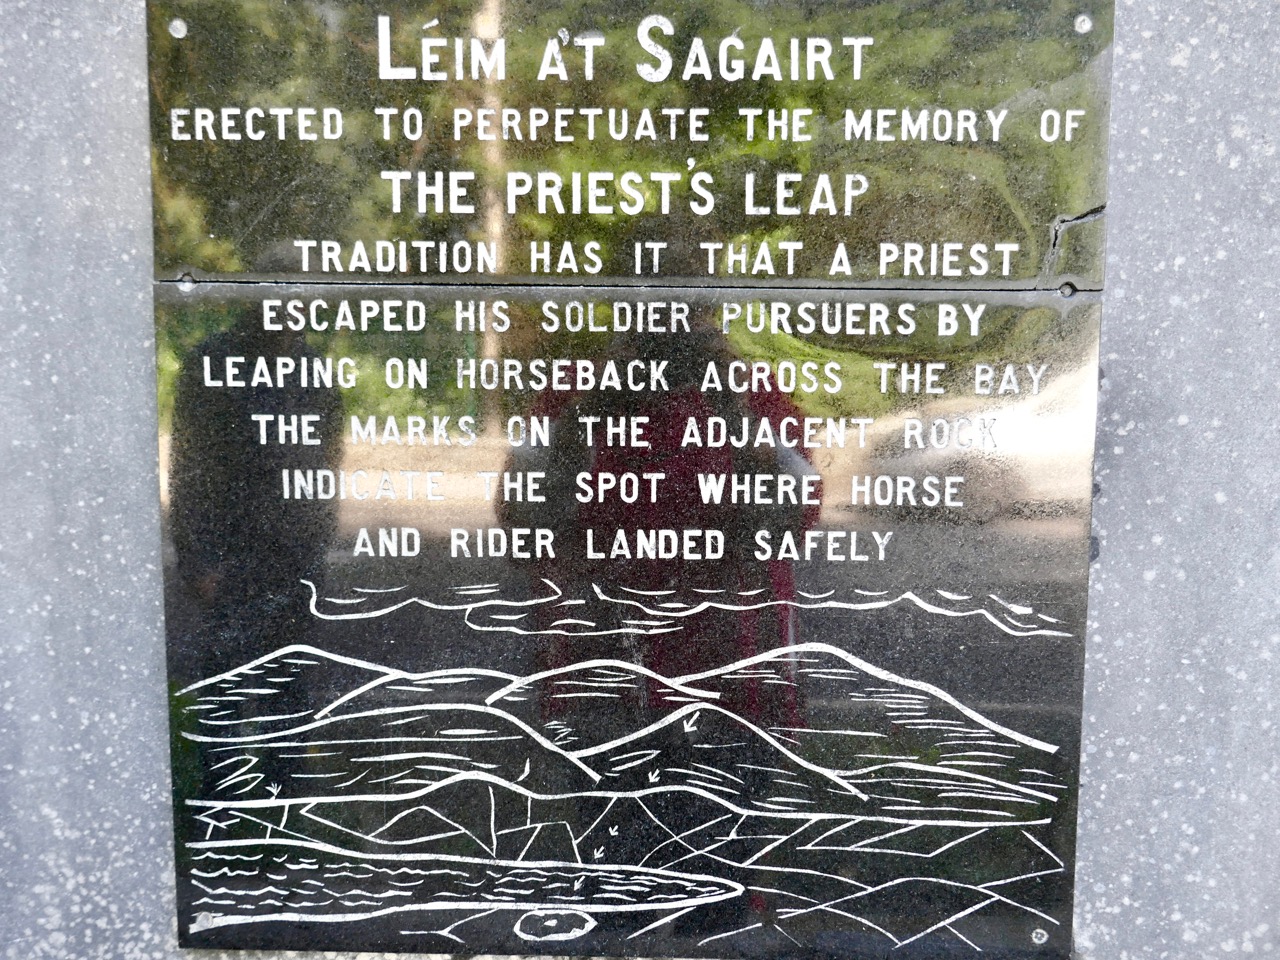 LÉIM A'T SAGAIRT
ERECTED TO PERPETUATE THE MEMORY OF
THE PRIEST'S LEAP
TRADITION HAS IT THAT A PRIEST
ESCAPED HIS SOLDIER PURSUERS BY
LEAPING ON HORSEBACK ACROSS THE BAY
THE MARKS ON THE ADJACENT ROCK
INDICATE THE SPOT WHERE HORSE
AND RIDER LANDED SAFELY